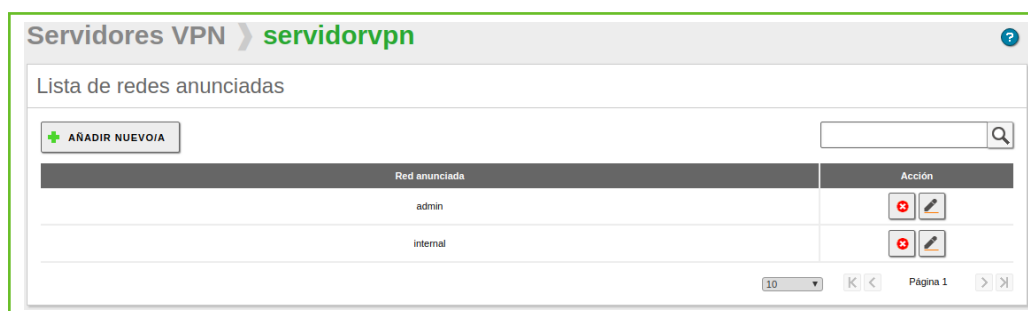 Servidores VPN ❯ servidorvpn
?
Lista de redes anunciadas
AÑADIR NUEVO/A
Red anunciada Acción
admin
internal
10 Página 1